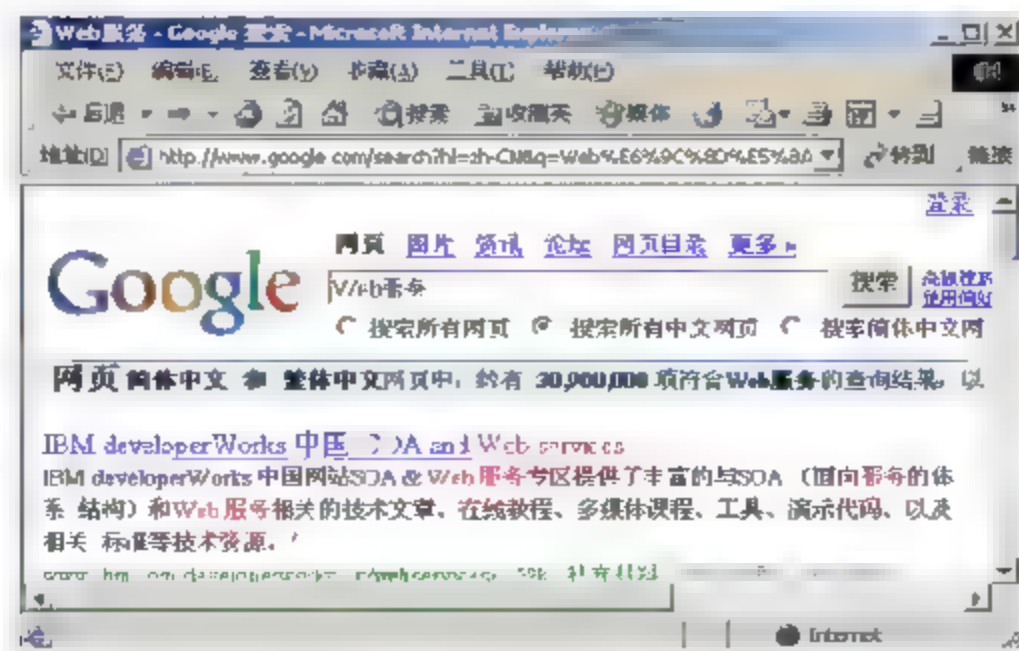 Web服务 - Google 搜索 - Microsoft Internet Explorer
文件(F) 编辑(E) 查看(V) 收藏(A) 工具(T) 帮助(H)
后退 搜索 收藏夹 媒体
地址(D) http://www.google.com/search?hl=zh-CN&q=Web%E6%9C%8D%E5%8A 转到 链接
登录
Google
网页 图片 资讯 论坛 网页目录 更多 »
Web服务 搜索 高级搜索
使用偏好
搜索所有网页 搜索所有中文网页 搜索简体中文网
网页 简体中文 和 繁体中文网页中，约有 30,900,000 项符合Web服务的查询结果，以
IBM developerWorks 中国 : SOA and Web services
IBM developerWorks 中国网站SOA & Web 服务专区提供了丰富的与SOA （面向服务的体
系 结构）和Web 服务相关的技术文章、在线教程、多媒体课程、工具、演示代码、以及
相关 标准等技术资源。
Internet